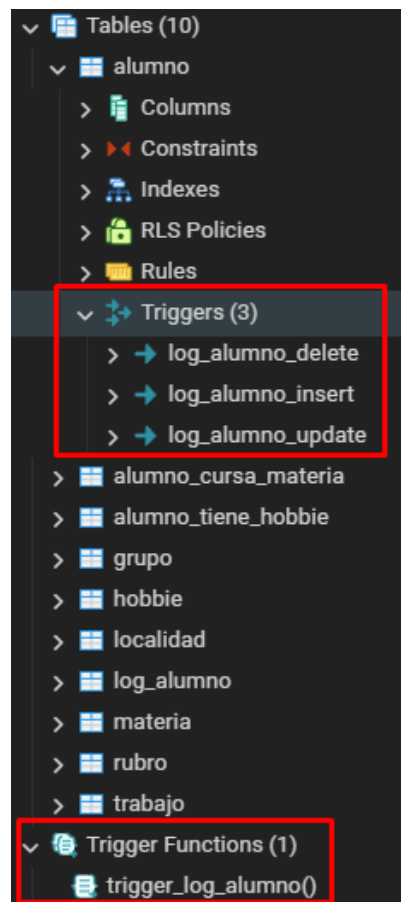 Tables (10)
alumno
Columns
Constraints
Indexes
RLS Policies
Rules
Triggers (3)
log_alumno_delete
log_alumno_insert
log_alumno_update
alumno_cursa_materia
alumno_tiene_hobbie
grupo
hobbie
localidad
log_alumno
materia
rubro
trabajo
Trigger Functions (1)
trigger_log_alumno()